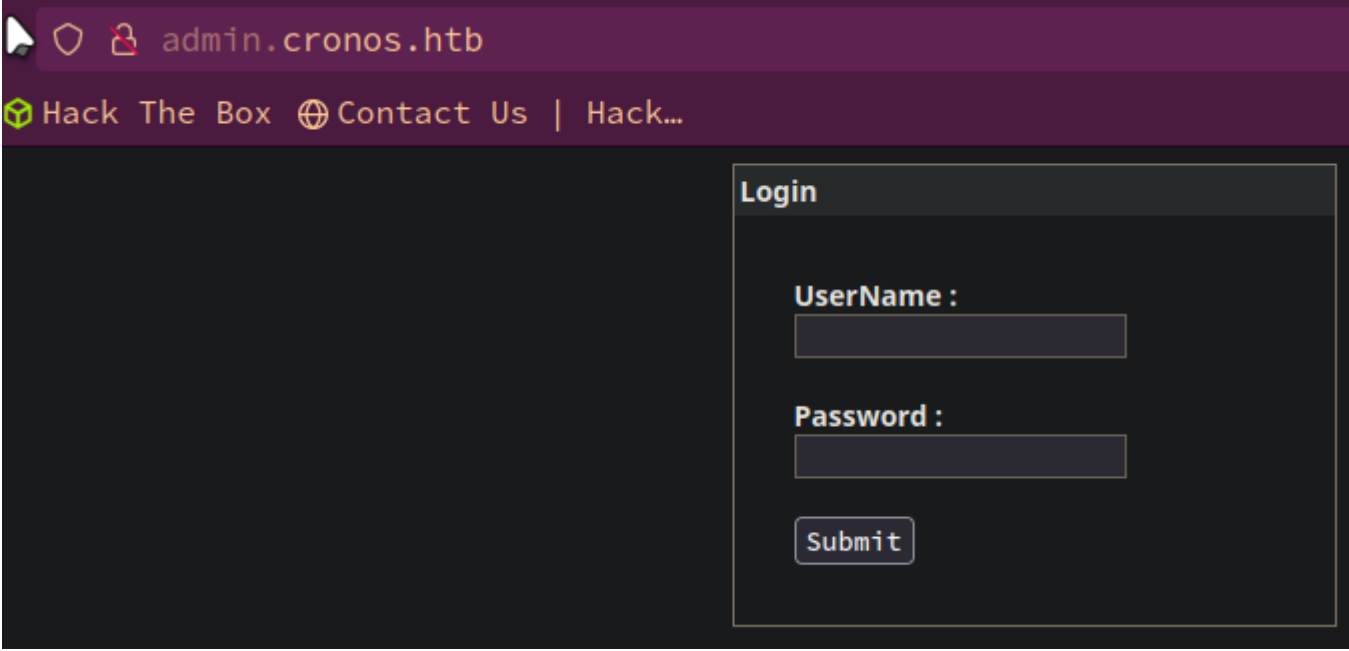 admin.cronos.htb
Hack The Box Contact Us | Hack…
Login
UserName :
Password :
Submit